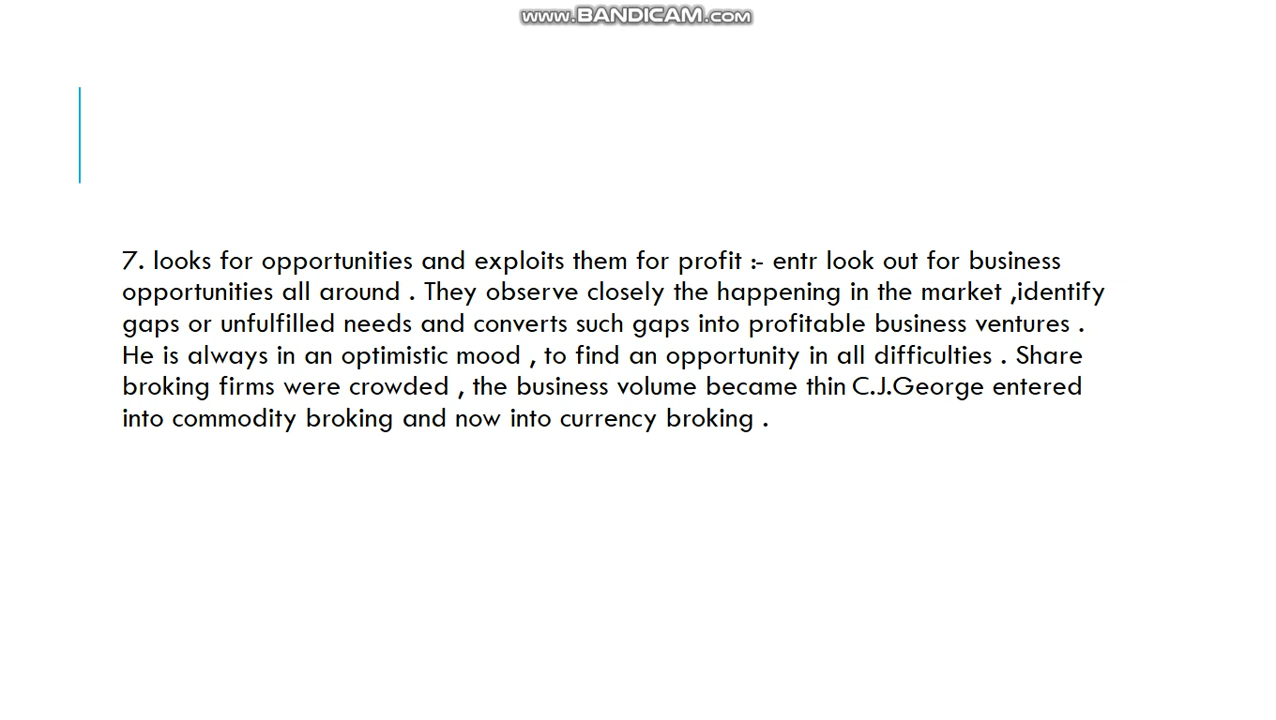 www.BANDICAM.com
7. looks for opportunities and exploits them for profit :- entr look out for business
opportunities all around . They observe closely the happening in the market ,identify
gaps or unfulfilled needs and converts such gaps into profitable business ventures .
He is always in an optimistic mood , to find an opportunity in all difficulties . Share
broking firms were crowded , the business volume became thin C.J.George entered
into commodity broking and now into currency broking .